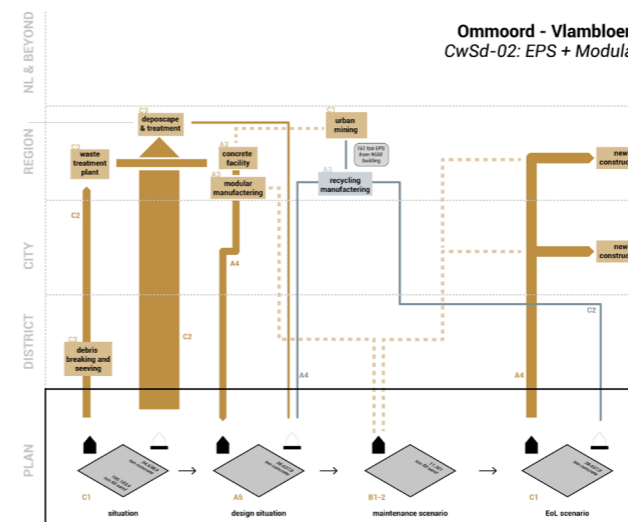 Ommoord - Vlambloer
CwSd-02: EPS + Modula
NL & BEYOND
REGION
CITY
DISTRICT
PLAN
C3
deposcape
& treatment
C3
urban
mining
C3
waste
treatment
plant
A3
concrete
facility
A3
modular
manufacturing
A3
recycling
manufacturing
new
construc
new
construc
C2
A4
C2
C2
C3
debris
breaking and
seeving
A4
A4
C1
situation
A5
design situation
B1-2
maintenance scenario
C1
EoL scenario